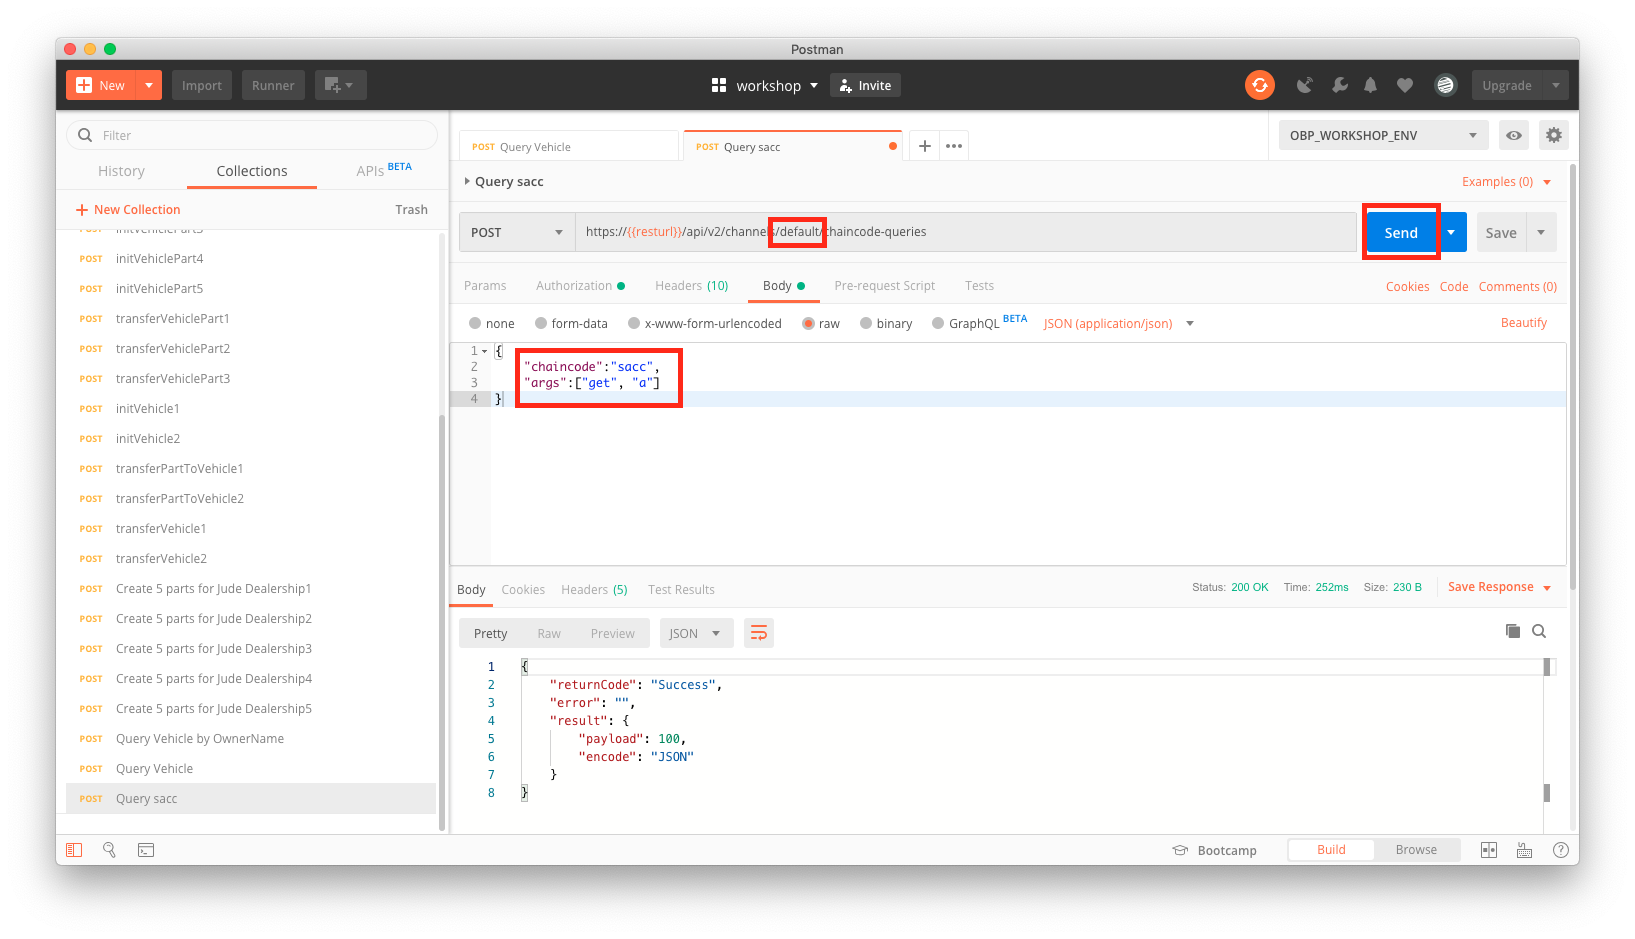 Postman
New
Import
Runner
workshop
Invite
Upgrade
Filter
History
Collections
APIs BETA
New Collection
Trash
POST initVehiclePart3
POST initVehiclePart4
POST initVehiclePart5
POST transferVehiclePart1
POST transferVehiclePart2
POST transferVehiclePart3
POST initVehicle1
POST initVehicle2
POST transferPartToVehicle1
POST transferPartToVehicle2
POST transferVehicle1
POST transferVehicle2
POST Create 5 parts for Jude Dealership1
POST Create 5 parts for Jude Dealership2
POST Create 5 parts for Jude Dealership3
POST Create 5 parts for Jude Dealership4
POST Create 5 parts for Jude Dealership5
POST Query Vehicle by OwnerName
POST Query Vehicle
POST Query sacc
POST Query Vehicle
POST Query sacc
OBP_WORKSHOP_ENV
Query sacc
Examples (0)
POST
https://{{resturl}}/api/v2/channels/default/chaincode-queries
Send
Save
Params
Authorization
Headers (10)
Body
Pre-request Script
Tests
Cookies
Code
Comments (0)
none
form-data
x-www-form-urlencoded
raw
binary
GraphQL BETA
JSON (application/json)
Beautify
1 {
2 "chaincode":"sacc",
3 "args":["get", "a"]
4 }
Body
Cookies
Headers (5)
Test Results
Status: 200 OK
Time: 252ms
Size: 230 B
Save Response
Pretty
Raw
Preview
JSON
1 {
2 "returnCode": "Success",
3 "error": "",
4 "result": {
5 "payload": 100,
6 "encode": "JSON"
7 }
8 }
Bootcamp
Build
Browse